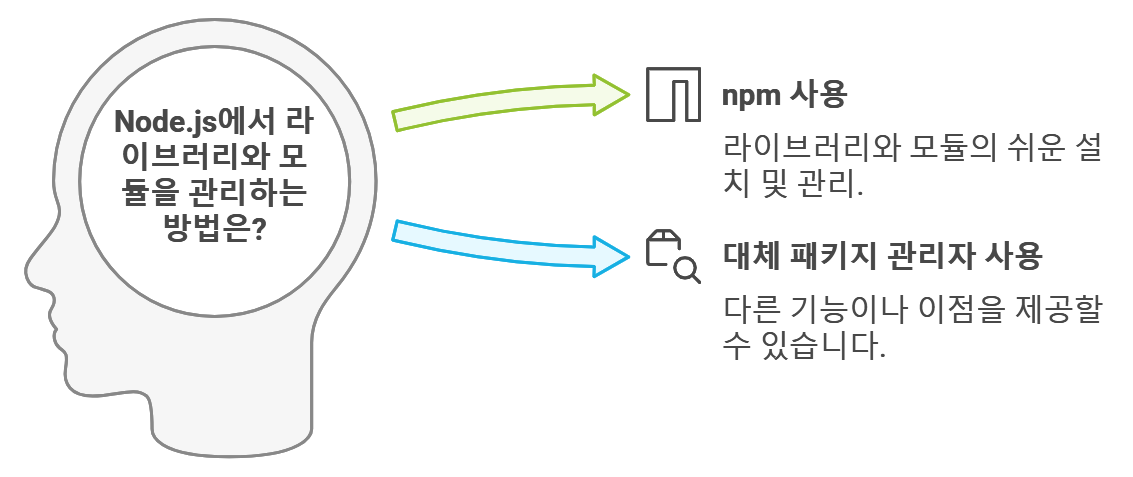 Node.js에서 라
이브러리와 모
듈을 관리하는
방법은?
npm 사용
라이브러리와 모듈의 쉬운 설
치 및 관리.
대체 패키지 관리자 사용
다른 기능이나 이점을 제공할
수 있습니다.